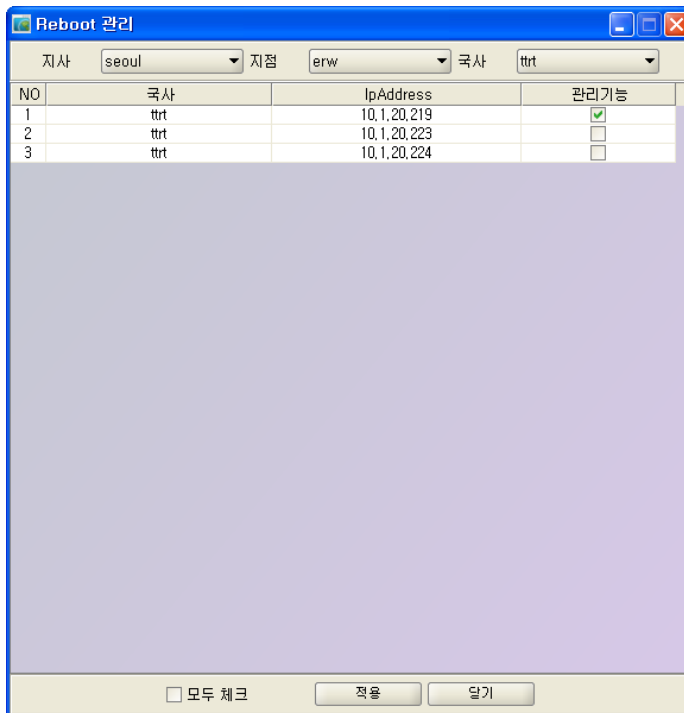 Reboot 관리
지사 seoul 지점 erw 국사 ttrt
NO 국사 IpAddress 관리기능
1 ttrt 10,1,20,219
2 ttrt 10,1,20,223
3 ttrt 10,1,20,224
모두 체크 적용 닫기